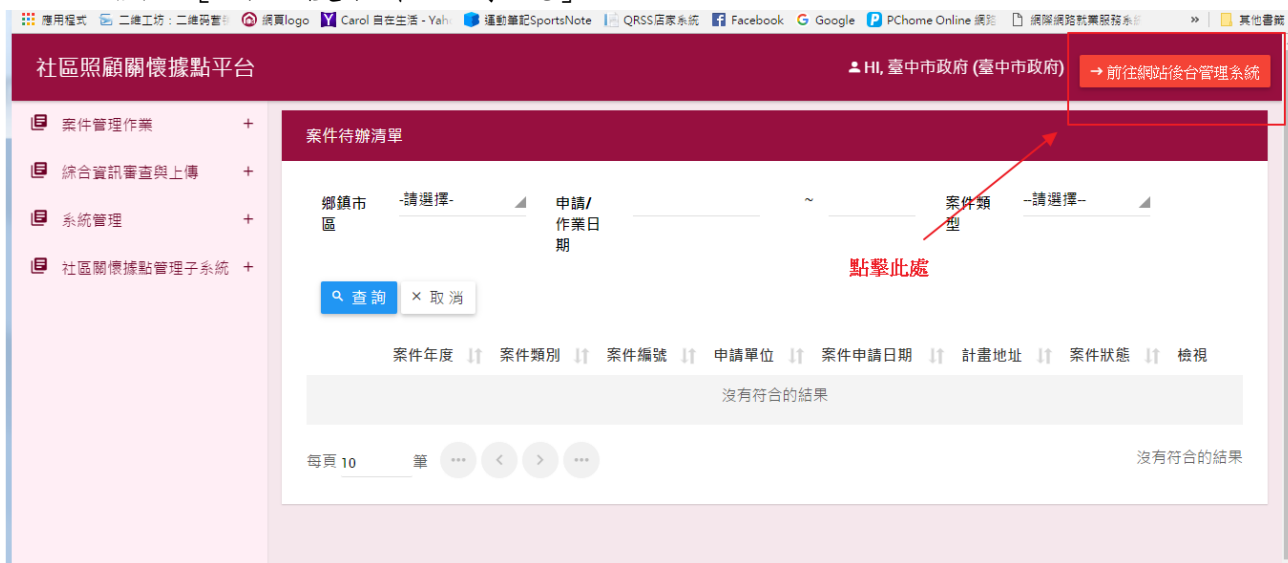 應用程式 二維工坊：二維码營 網頁logo Carol 自在生活 - Yah 運動筆記SportsNote QRSS店家系統 Facebook Google PChome Online 網路 網際網路就業服務系 » 其他書籤
社區照顧關懷據點平台 HI, 臺中市政府 (臺中市政府) →前往網站後台管理系統
案件管理作業 +
綜合資訊審查與上傳 +
系統管理 +
社區關懷據點管理子系統 +
案件待辦清單
鄉鎮市區 -請選擇- 申請/作業日期 ~ 案件類型 --請選擇--
點擊此處
查詢 × 取消
案件年度 案件類別 案件編號 申請單位 案件申請日期 計畫地址 案件狀態 檢視
沒有符合的結果
每頁 10 筆 ... < > ... 沒有符合的結果